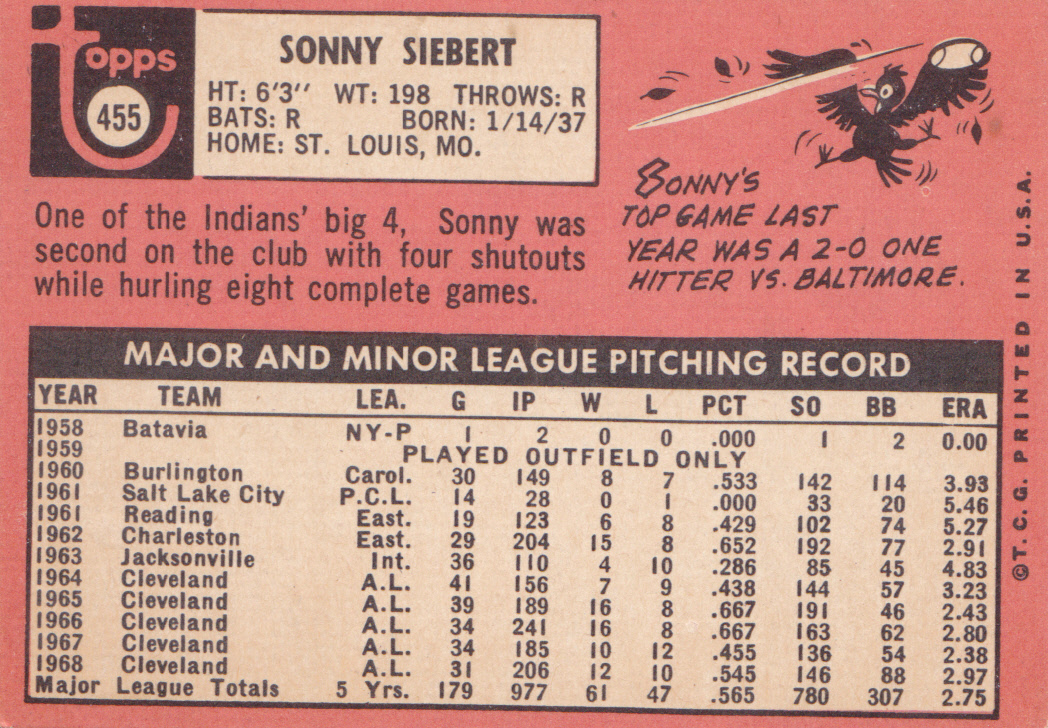 topps
455
SONNY SIEBERT
HT: 6'3'' WT: 198 THROWS: R
BATS: R BORN: 1/14/37
HOME: ST. LOUIS, MO.
One of the Indians' big 4, Sonny was
second on the club with four shutouts
while hurling eight complete games.
SONNY'S
TOP GAME LAST
YEAR WAS A 2-0 ONE
HITTER VS. BALTIMORE.
MAJOR AND MINOR LEAGUE PITCHING RECORD
YEAR TEAM LEA. G IP W L PCT SO BB ERA
1958 Batavia NY-P 1 2 0 0 .000 1 2 0.00
1959 PLAYED OUTFIELD ONLY
1960 Burlington Carol. 30 149 8 7 .533 142 114 3.93
1961 Salt Lake City P.C.L. 14 28 0 1 .000 33 20 5.46
1961 Reading East. 19 123 6 8 .429 102 74 5.27
1962 Charleston East. 29 204 15 8 .652 192 77 2.91
1963 Jacksonville Int. 36 110 4 10 .286 85 45 4.83
1964 Cleveland A.L. 41 156 7 9 .438 144 57 3.23
1965 Cleveland A.L. 39 189 16 8 .667 191 46 2.43
1966 Cleveland A.L. 34 241 16 8 .667 163 62 2.80
1967 Cleveland A.L. 34 185 10 12 .455 136 54 2.38
1968 Cleveland A.L. 31 206 12 10 .545 146 88 2.97
Major League Totals 5 Yrs. 179 977 61 47 .565 780 307 2.75
©T.C.G. PRINTED IN U.S.A.